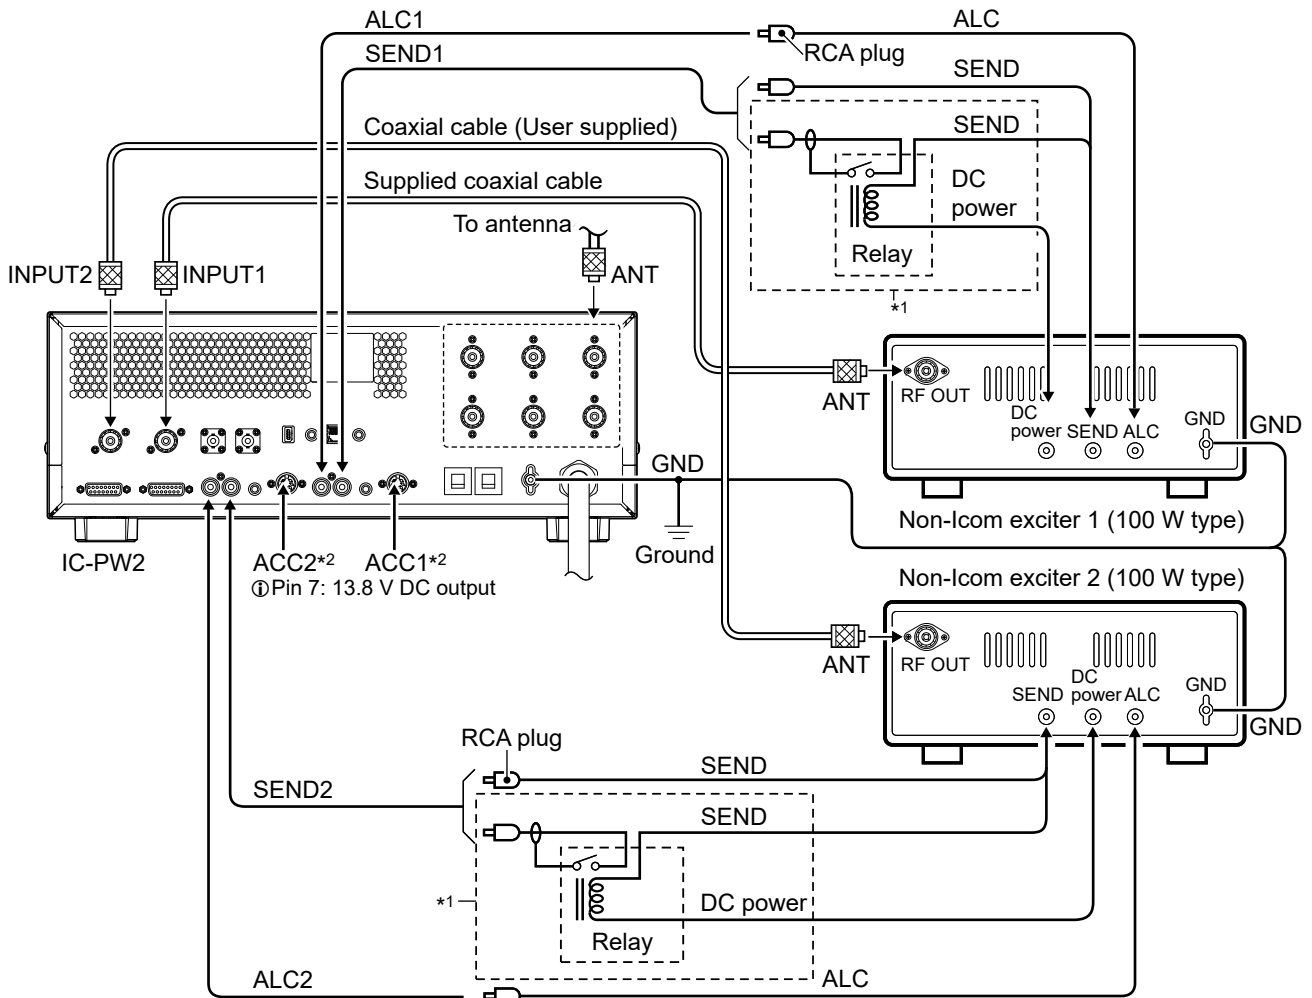 ALC1
ALC
RCA plug
SEND1
SEND
SEND
Coaxial cable (User supplied)
DC
power
Supplied coaxial cable
To antenna
Relay
INPUT2
INPUT1
ANT
*1
RF OUT
ANT
DC
power
SEND
ALC
GND
GND
GND
Ground
Non-Icom exciter 1 (100 W type)
IC-PW2
ACC2*2
ACC1*2
ⓘPin 7: 13.8 V DC output
Non-Icom exciter 2 (100 W type)
RF OUT
ANT
SEND
DC
power
ALC
GND
GND
RCA plug
SEND
SEND2
SEND
*1
DC power
Relay
ALC2
ALC